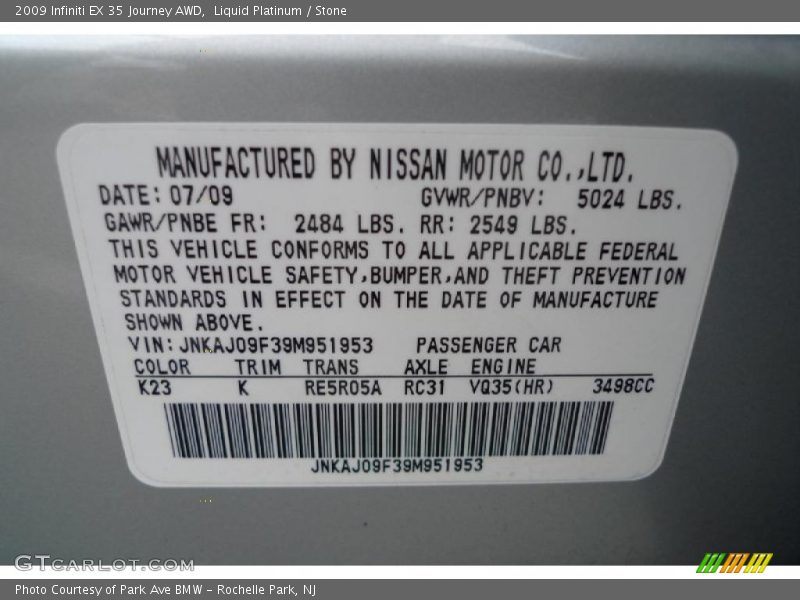 2009 Infiniti EX 35 Journey AWD,  Liquid Platinum / Stone
MANUFACTURED BY NISSAN MOTOR CO.,LTD.
DATE: 07/09 GVWR/PNBV: 5024 LBS.
GAWR/PNBE FR: 2484 LBS. RR: 2549 LBS.
THIS VEHICLE CONFORMS TO ALL APPLICABLE FEDERAL
MOTOR VEHICLE SAFETY,BUMPER,AND THEFT PREVENTION
STANDARDS IN EFFECT ON THE DATE OF MANUFACTURE
SHOWN ABOVE.
VIN: JNKAJ09F39M951953 PASSENGER CAR
COLOR TRIM TRANS AXLE ENGINE
K23 K RE5R05A RC31 VQ35(HR) 3498CC
JNKAJ09F39M951953
GTCarLot.com
Photo Courtesy of Park Ave BMW - Rochelle Park, NJ